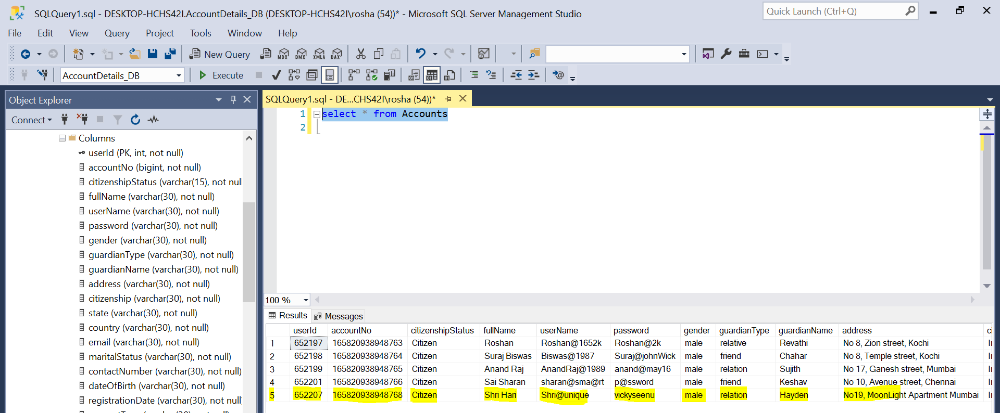 SQLQuery1.sql - DESKTOP-HCHS42I.AccountDetails_DB (DESKTOP-HCHS42I\rosha (54))* - Microsoft SQL Server Management Studio
Quick Launch (Ctrl+Q)
File Edit View Query Project Tools Window Help
New Query MDX DMX XMLA DAX
AccountDetails_DB Execute
Object Explorer
Connect
Columns
userId (PK, int, not null)
accountNo (bigint, not null)
citizenshipStatus (varchar(15), not null
fullName (varchar(30), not null)
userName (varchar(30), not null)
password (varchar(30), not null)
gender (varchar(30), not null)
guardianType (varchar(30), not null)
guardianName (varchar(30), not null)
address (varchar(30), not null)
citizenship (varchar(30), not null)
state (varchar(30), not null)
country (varchar(30), not null)
email (varchar(30), not null)
maritalStatus (varchar(30), not null)
contactNumber (varchar(30), not null)
dateOfBirth (varchar(30), not null)
registrationDate (varchar(30), not null)
SQLQuery1.sql - DE...CHS42I\rosha (54))*
1 select * from Accounts
2
100 %
Results Messages
userId accountNo citizenshipStatus fullName userName password gender guardianType guardianName address c
1 652197 165820938948763 Citizen Roshan Roshan@1652k Roshan@2k male relative Revathi No 8, Zion street, Kochi
2 652198 165820938948764 Citizen Suraj Biswas Biswas@1987 Suraj@johnWick male friend Chahar No 8, Temple street, Kochi
3 652199 165820938948765 Citizen Anand Raj AnandRaj@1989 anand@may16 male relation Sujith No 17, Ganesh street, Mumbai
4 652201 165820938948766 Citizen Sai Sharan sharan@sma@rt p@ssword male friend Keshav No 10, Avenue street, Chennai
5 652207 165820938948768 Citizen Shri Hari Shri@unique vickyseenu male relation Hayden No19, MoonLight Apartment Mumbai